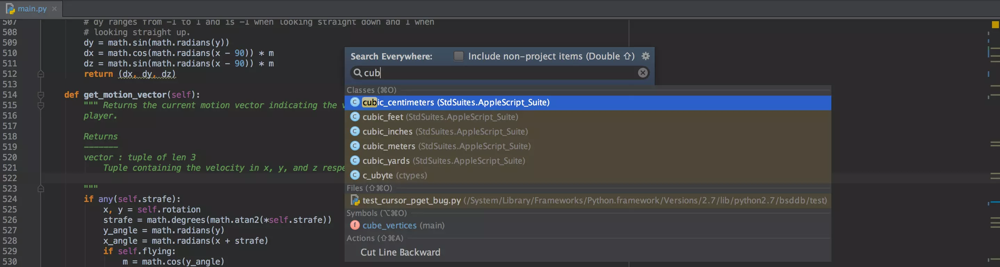 main.py
507 # dy ranges from -1 to 1 and is -1 when looking straight down and 1 when
508 # looking straight up.
509 dy = math.sin(math.radians(y))
510 dx = math.cos(math.radians(x - 90)) * m
511 dz = math.sin(math.radians(x - 90)) * m
512 return (dx, dy, dz)
513
514 def get_motion_vector(self):
515 """ Returns the current motion vector indicating the
516 player.
517
518 Returns
519 -------
520 vector : tuple of len 3
521 Tuple containing the velocity in x, y, and z
522
523 """
524 if any(self.strafe):
525 x, y = self.rotation
526 strafe = math.degrees(math.atan2(*self.strafe))
527 y_angle = math.radians(y)
528 x_angle = math.radians(x + strafe)
529 if self.flying:
530 m = math.cos(y_angle)
Search Everywhere: Include non-project items (Double ⇧)
cub
Classes (⌘O)
cubic_centimeters (StdSuites.AppleScript_Suite)
cubic_feet (StdSuites.AppleScript_Suite)
cubic_inches (StdSuites.AppleScript_Suite)
cubic_meters (StdSuites.AppleScript_Suite)
cubic_yards (StdSuites.AppleScript_Suite)
c_ubyte (ctypes)
Files (⇧⌘O)
test_cursor_pget_bug.py (/System/Library/Frameworks/Python.framework/Versions/2.7/lib/python2.7/bsddb/test)
Symbols (⌥⌘O)
cube_vertices (main)
Actions (⇧⌘A)
Cut Line Backward